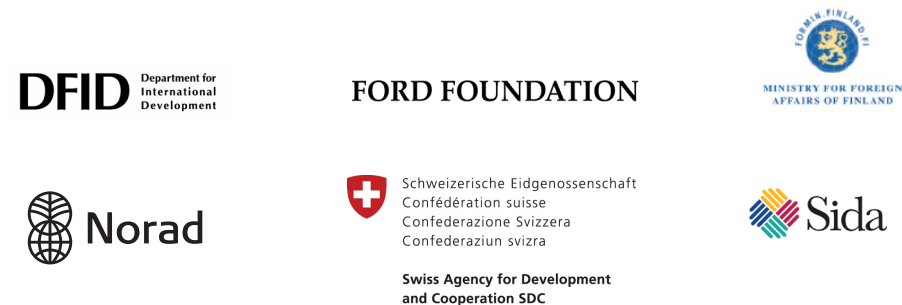 DFID
Department for
International
Development
FORD FOUNDATION
FORMIN.FINLAND.FI
MINISTRY FOR FOREIGN
AFFAIRS OF FINLAND
Norad
Schweizerische Eidgenossenschaft
Confédération suisse
Confederazione Svizzera
Confederaziun svizra
Swiss Agency for Development
and Cooperation SDC
Sida